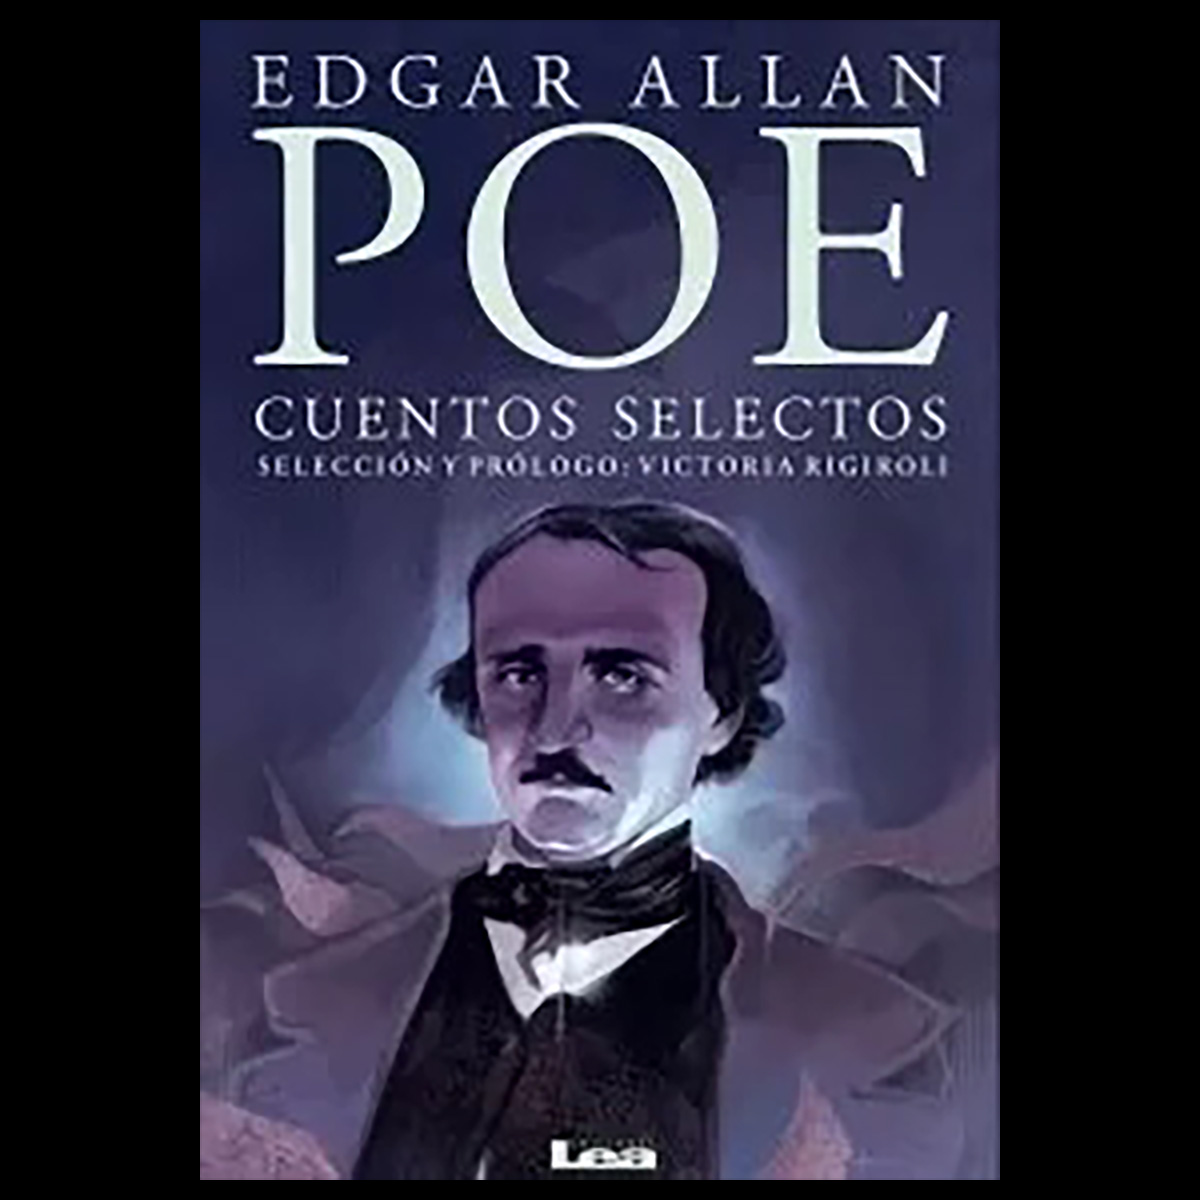 EDGAR ALLAN
POE
CUENTOS SELECTOS
SELECCIÓN Y PRÓLOGO: VICTORIA RIGIROLI
Lea